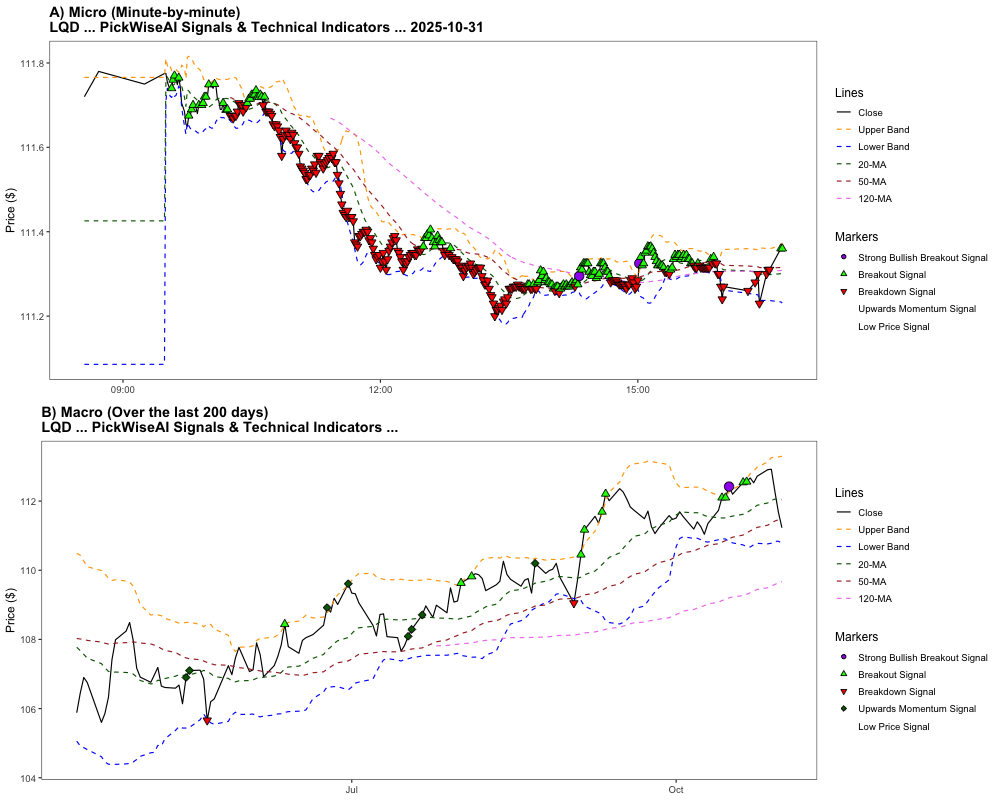 A) Micro (Minute-by-minute)
LQD ... PickWiseAI Signals & Technical Indicators ... 2025-10-31
Price ($)
111.8
111.6
111.4
111.2
09:00
12:00
15:00
Lines
Close
Upper Band
Lower Band
20-MA
50-MA
120-MA
Markers
Strong Bullish Breakout Signal
Breakout Signal
Breakdown Signal
Upwards Momentum Signal
Low Price Signal
B) Macro (Over the last 200 days)
LQD ... PickWiseAI Signals & Technical Indicators ...
Price ($)
112
110
108
106
104
Jul
Oct
Lines
Close
Upper Band
Lower Band
20-MA
50-MA
120-MA
Markers
Strong Bullish Breakout Signal
Breakout Signal
Breakdown Signal
Upwards Momentum Signal
Low Price Signal